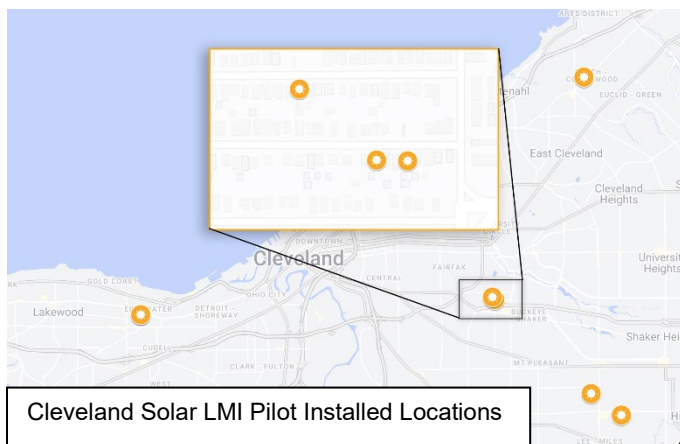 ARTS-DISTRICT
EUCLID - GREEN
East Cleveland
Cleveland
Heights
DOWNTOWN
CIRCLE
Cleveland
CENTRAL
FAIRFAX
University
Heights
GOLD COAST
Lakewood
DETROIT -
SHOREWAY
OHIO CITY
BUCKEYE
SHAKER
CUDELL
Shaker Hei
CLARK - FULTON
MT PLEASANT
WEST
Cleveland Solar LMI Pilot Installed Locations
LEE - MILES